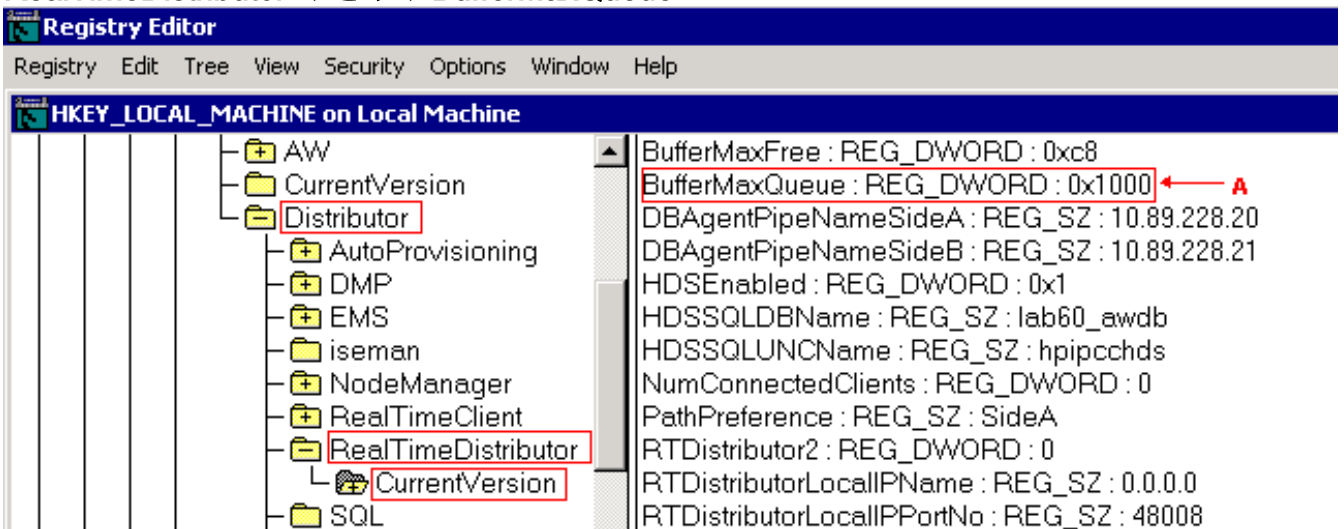 Registry Editor
Registry Edit Tree View Security Options Window Help
HKEY_LOCAL_MACHINE on Local Machine
AW
CurrentVersion
Distributor
AutoProvisioning
DMP
EMS
iseman
NodeManager
RealTimeClient
RealTimeDistributor
CurrentVersion
SQL
BufferMaxFree : REG_DWORD : 0xc8
BufferMaxQueue : REG_DWORD : 0x1000
A
DBAgentPipeNameSideA : REG_SZ : 10.89.228.20
DBAgentPipeNameSideB : REG_SZ : 10.89.228.21
HDSEnabled : REG_DWORD : 0x1
HDSSQLDBName : REG_SZ : lab60_awdb
HDSSQLUNCName : REG_SZ : hpipcchds
NumConnectedClients : REG_DWORD : 0
PathPreference : REG_SZ : SideA
RTDistributor2 : REG_DWORD : 0
RTDistributorLocalIPName : REG_SZ : 0.0.0.0
RTDistributorLocalIPPortNo : REG_SZ : 48008